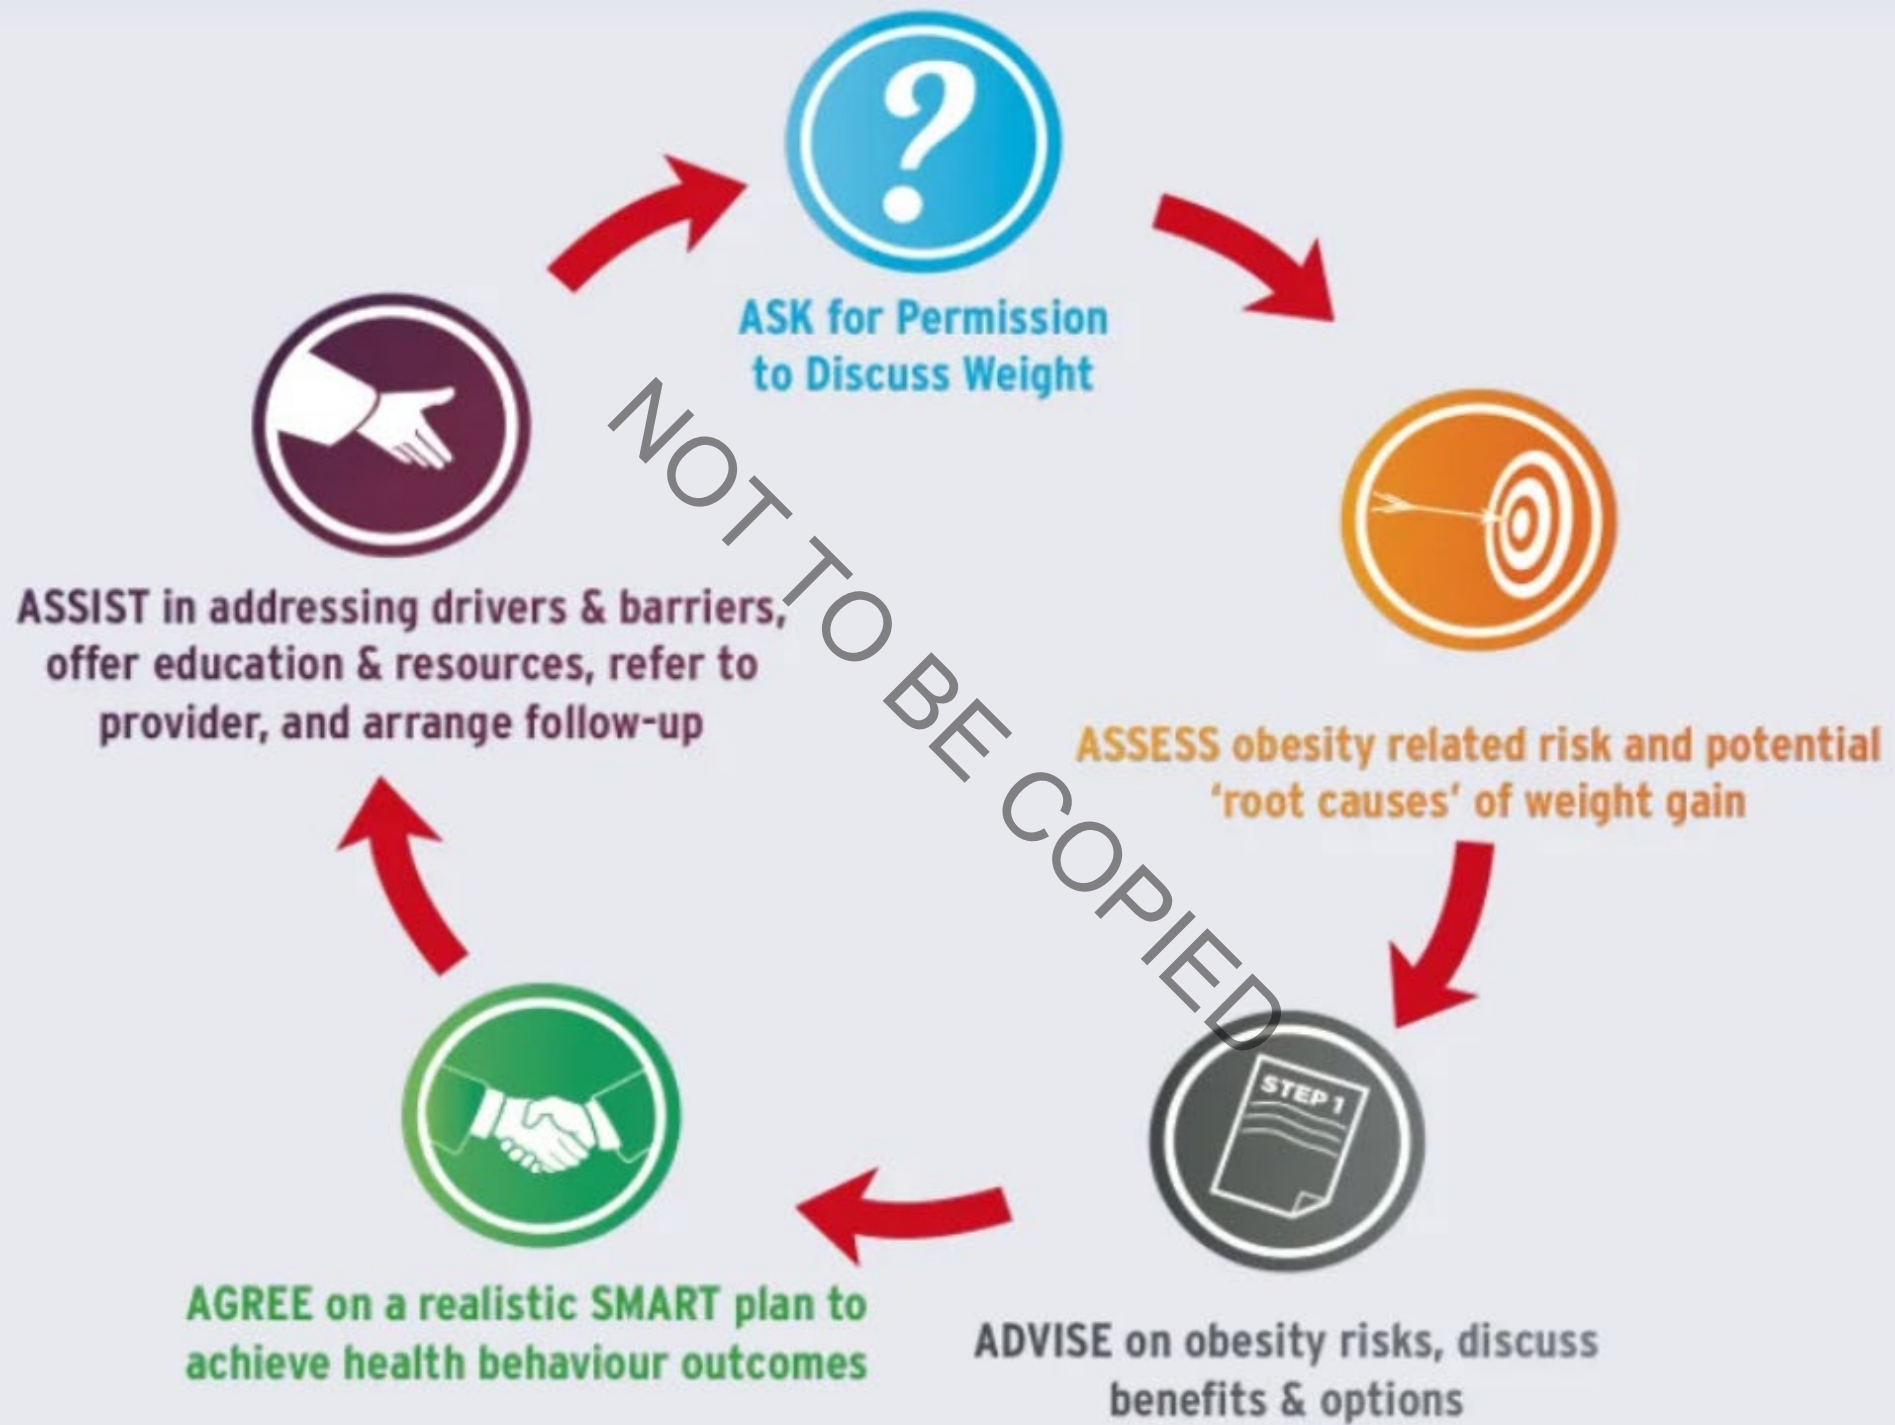 ?
ASK for Permission
to Discuss Weight
ASSESS obesity related risk and potential
‘root causes’ of weight gain
STEP 1
ADVISE on obesity risks, discuss
benefits & options
AGREE on a realistic SMART plan to
achieve health behaviour outcomes
ASSIST in addressing drivers & barriers,
offer education & resources, refer to
provider, and arrange follow-up
NOT TO BE COPIED